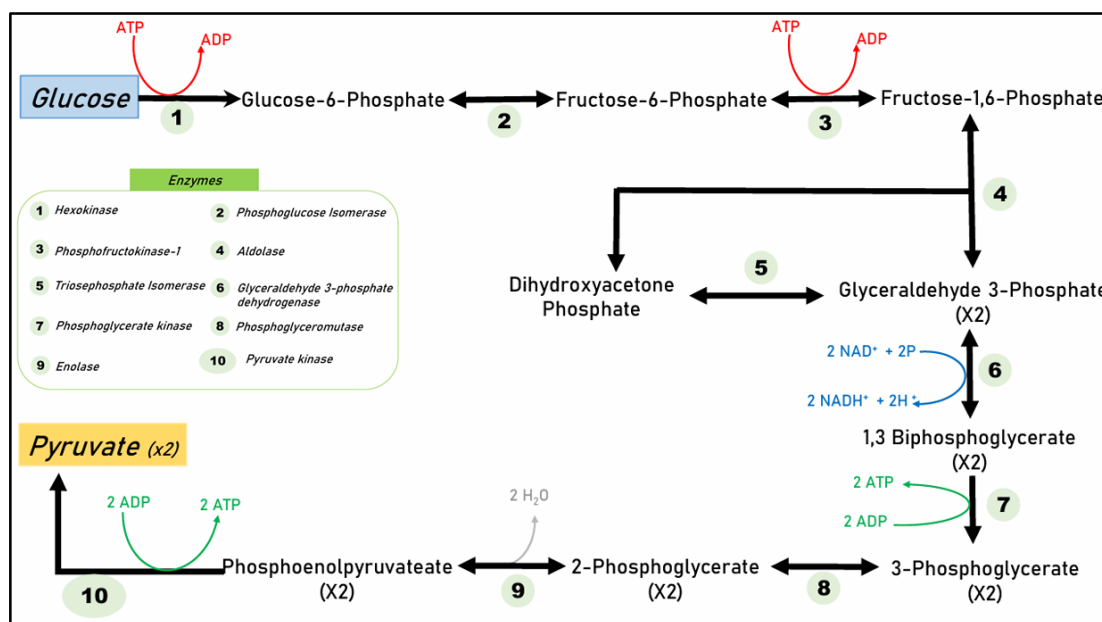 ATP
ADP
ATP
ADP
Glucose
Glucose-6-Phosphate
Fructose-6-Phosphate
Fructose-1,6-Phosphate
1
2
3
Enzymes
1 Hexokinase
2 Phosphoglucose Isomerase
3 Phosphofructokinase-1
4 Aldolase
5 Triosephosphate Isomerase
6 Glyceraldehyde 3-phosphate
dehydrogenase
7 Phosphoglycerate kinase
8 Phosphoglyceromutase
9 Enolase
10 Pyruvate kinase
4
5
Dihydroxyacetone
Phosphate
Glyceraldehyde 3-Phosphate
(X2)
2 NAD⁺ + 2P
6
2 NADH⁺ + 2H⁺
1,3 Biphosphoglycerate
(X2)
2 ATP
7
2 ADP
Pyruvate (x2)
2 ADP
2 ATP
2 H₂O
Phosphoenolpyruvateate
(X2)
2-Phosphoglycerate
(X2)
3-Phosphoglycerate
(X2)
10
9
8